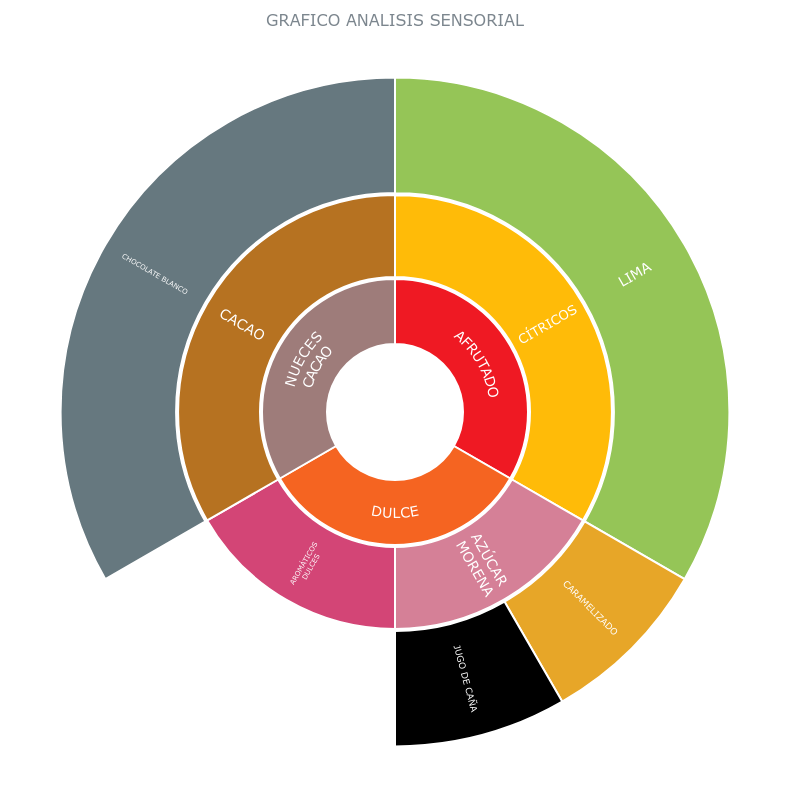 GRAFICO ANALISIS SENSORIAL
LIMA
CHOCOLATE BLANCO
CACAO
CÍTRICOS
NUECES
CACAO
AFRUTADO
DULCE
AROMÁTICOS
DULCES
AZÚCAR
MORENA
CARAMELIZADO
JUGO DE CAÑA